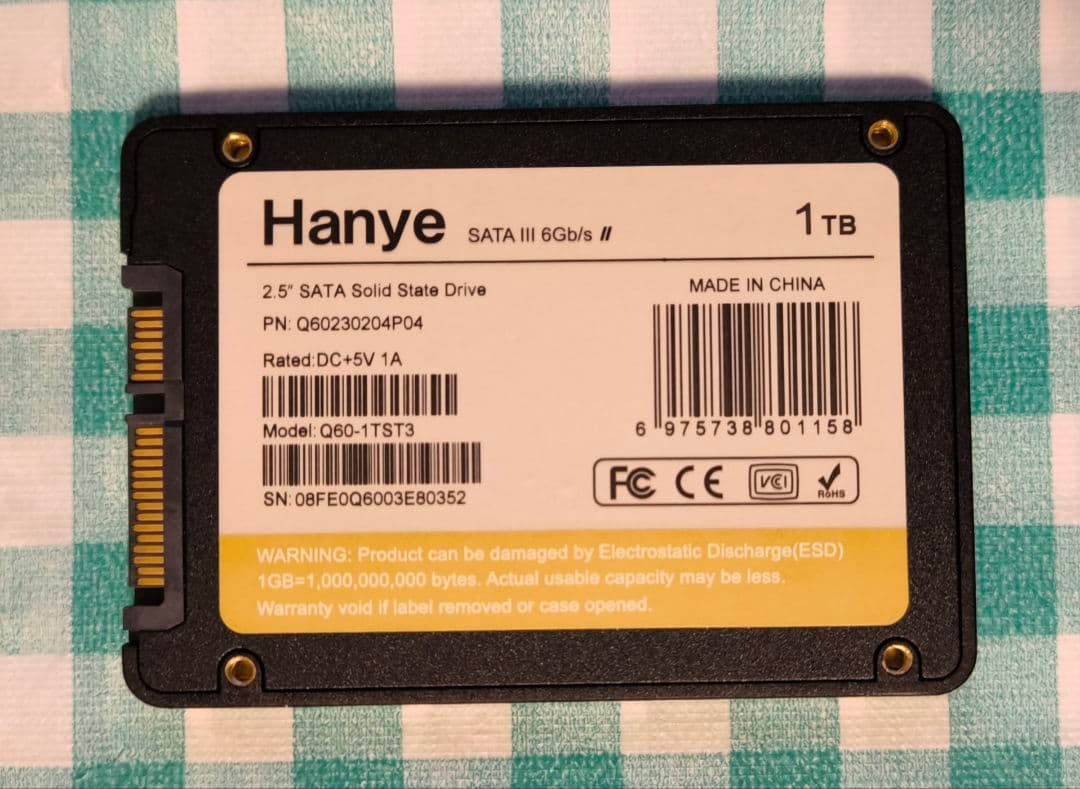 Hanye SATA III 6Gb/s // 1TB
2.5" SATA Solid State Drive
PN: Q60230204P04
Rated:DC+5V 1A
Model: Q60-1TST3
SN: 08FE0Q6003E80352
MADE IN CHINA
6 975738 801158
FC CE VCI RoHS
WARNING: Product can be damaged by Electrostatic Discharge(ESD)
1GB=1,000,000,000 bytes. Actual usable capacity may be less.
Warranty void if label removed or case opened.